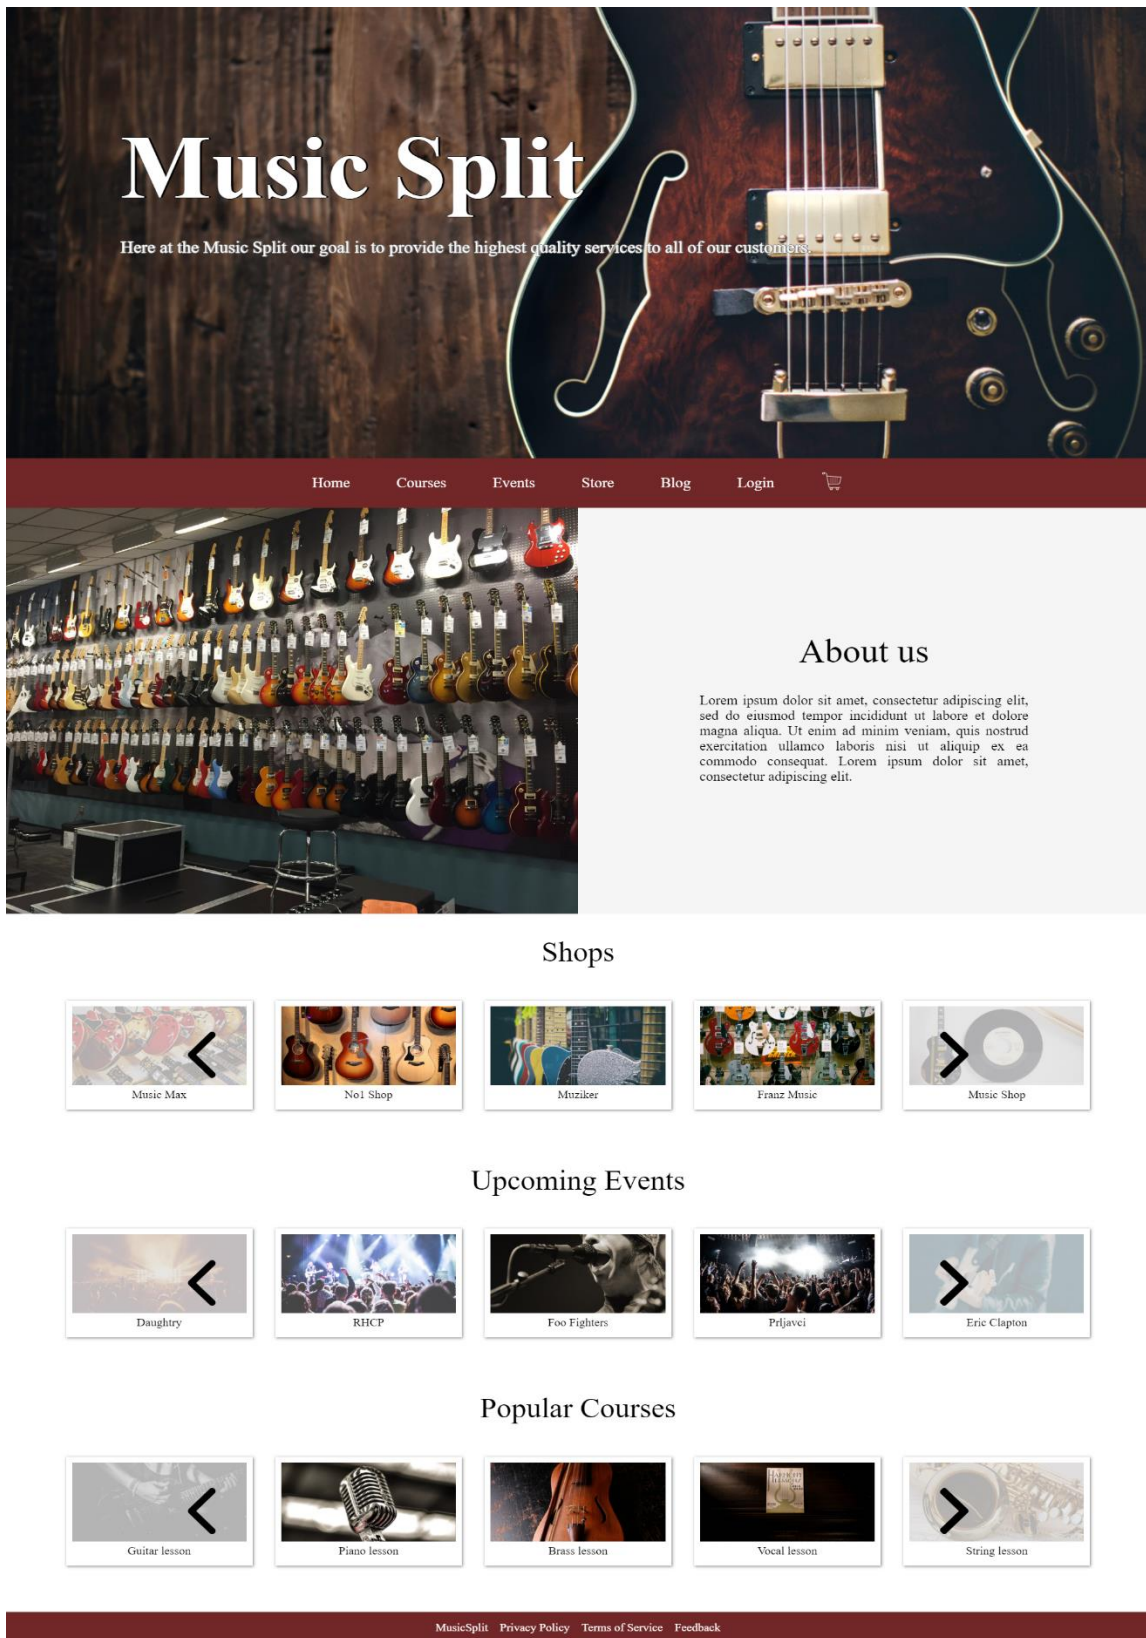 Music Split
Here at the Music Split our goal is to provide the highest quality services to all of our customers.
Home Courses Events Store Blog Login
About us
Lorem ipsum dolor sit amet, consectetur adipiscing elit,
sed do eiusmod tempor incididunt ut labore et dolore
magna aliqua. Ut enim ad minim veniam, quis nostrud
exercitation ullamco laboris nisi ut aliquip ex ea
commodo consequat. Lorem ipsum dolor sit amet,
consectetur adipiscing elit.
Shops
Music Max No1 Shop Muziker Franz Music Music Shop
Upcoming Events
Daughtry RHCP Foo Fighters Prljavci Eric Clapton
Popular Courses
Guitar lesson Piano lesson Brass lesson Vocal lesson String lesson
MusicSplit Privacy Policy Terms of Service Feedback